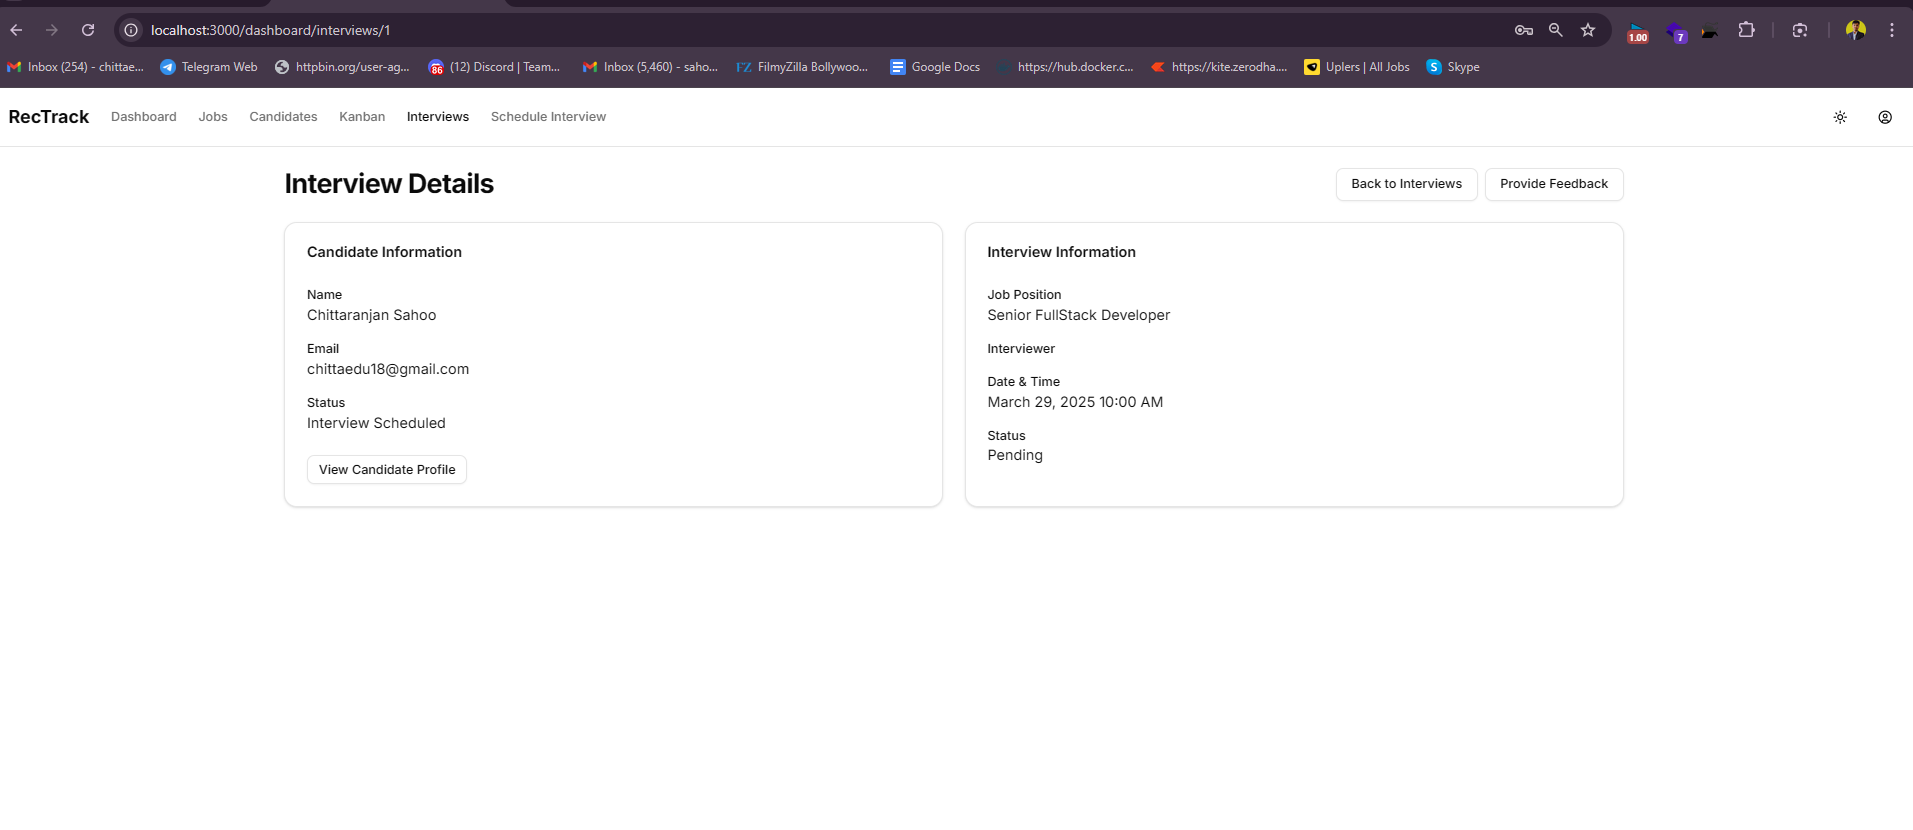 localhost:3000/dashboard/interviews/1
1.00
7
Inbox (254) - chittae... Telegram Web httpbin.org/user-ag... 86 (12) Discord | Team... Inbox (5,460) - saho... FZ FilmyZilla Bollywoo... Google Docs https://hub.docker.c... https://kite.zerodha.... Uplers | All Jobs S Skype
RecTrack Dashboard Jobs Candidates Kanban Interviews Schedule Interview
Interview Details
Back to Interviews Provide Feedback
Candidate Information
Name
Chittaranjan Sahoo
Email
chittaedu18@gmail.com
Status
Interview Scheduled
View Candidate Profile
Interview Information
Job Position
Senior FullStack Developer
Interviewer
Date & Time
March 29, 2025 10:00 AM
Status
Pending